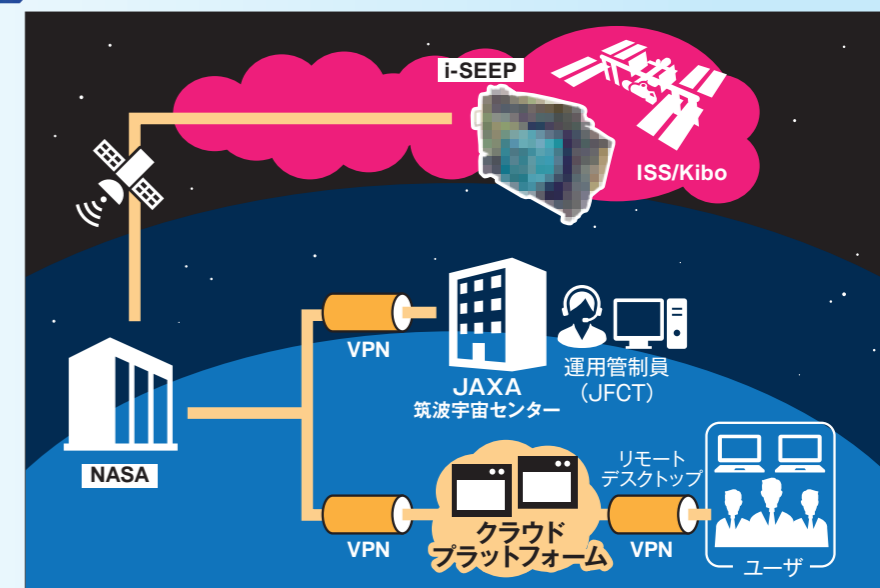 i-SEEP
ISS/Kibo
VPN
JAXA
筑波宇宙センター
運用管制員
（JFCT）
NASA
VPN
クラウド
プラットフォーム
リモート
デスクトップ
VPN
ユーザ